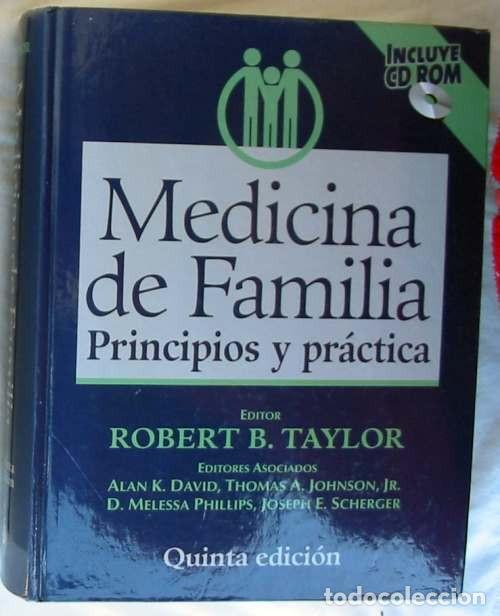 INCLUYE
CD ROM
Medicina
de Familia
Principios y práctica
EDITOR
ROBERT B. TAYLOR
EDITORES ASOCIADOS
ALAN K. DAVID, THOMAS A. JOHNSON, JR.
D. MELESSA PHILLIPS, JOSEPH E. SCHERGER
Quinta edición
todocoleccion